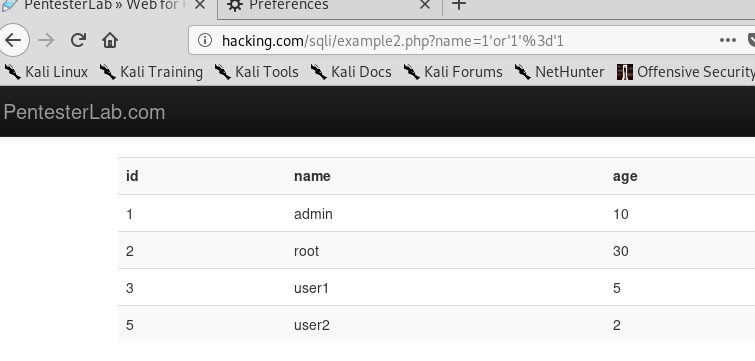 PentesterLab » Web for P
Preferences
hacking.com/sqli/example2.php?name=1'or'1'%3d'1
Kali Linux Kali Training Kali Tools Kali Docs Kali Forums NetHunter Offensive Security
PentesterLab.com
id name age
1 admin 10
2 root 30
3 user1 5
5 user2 2